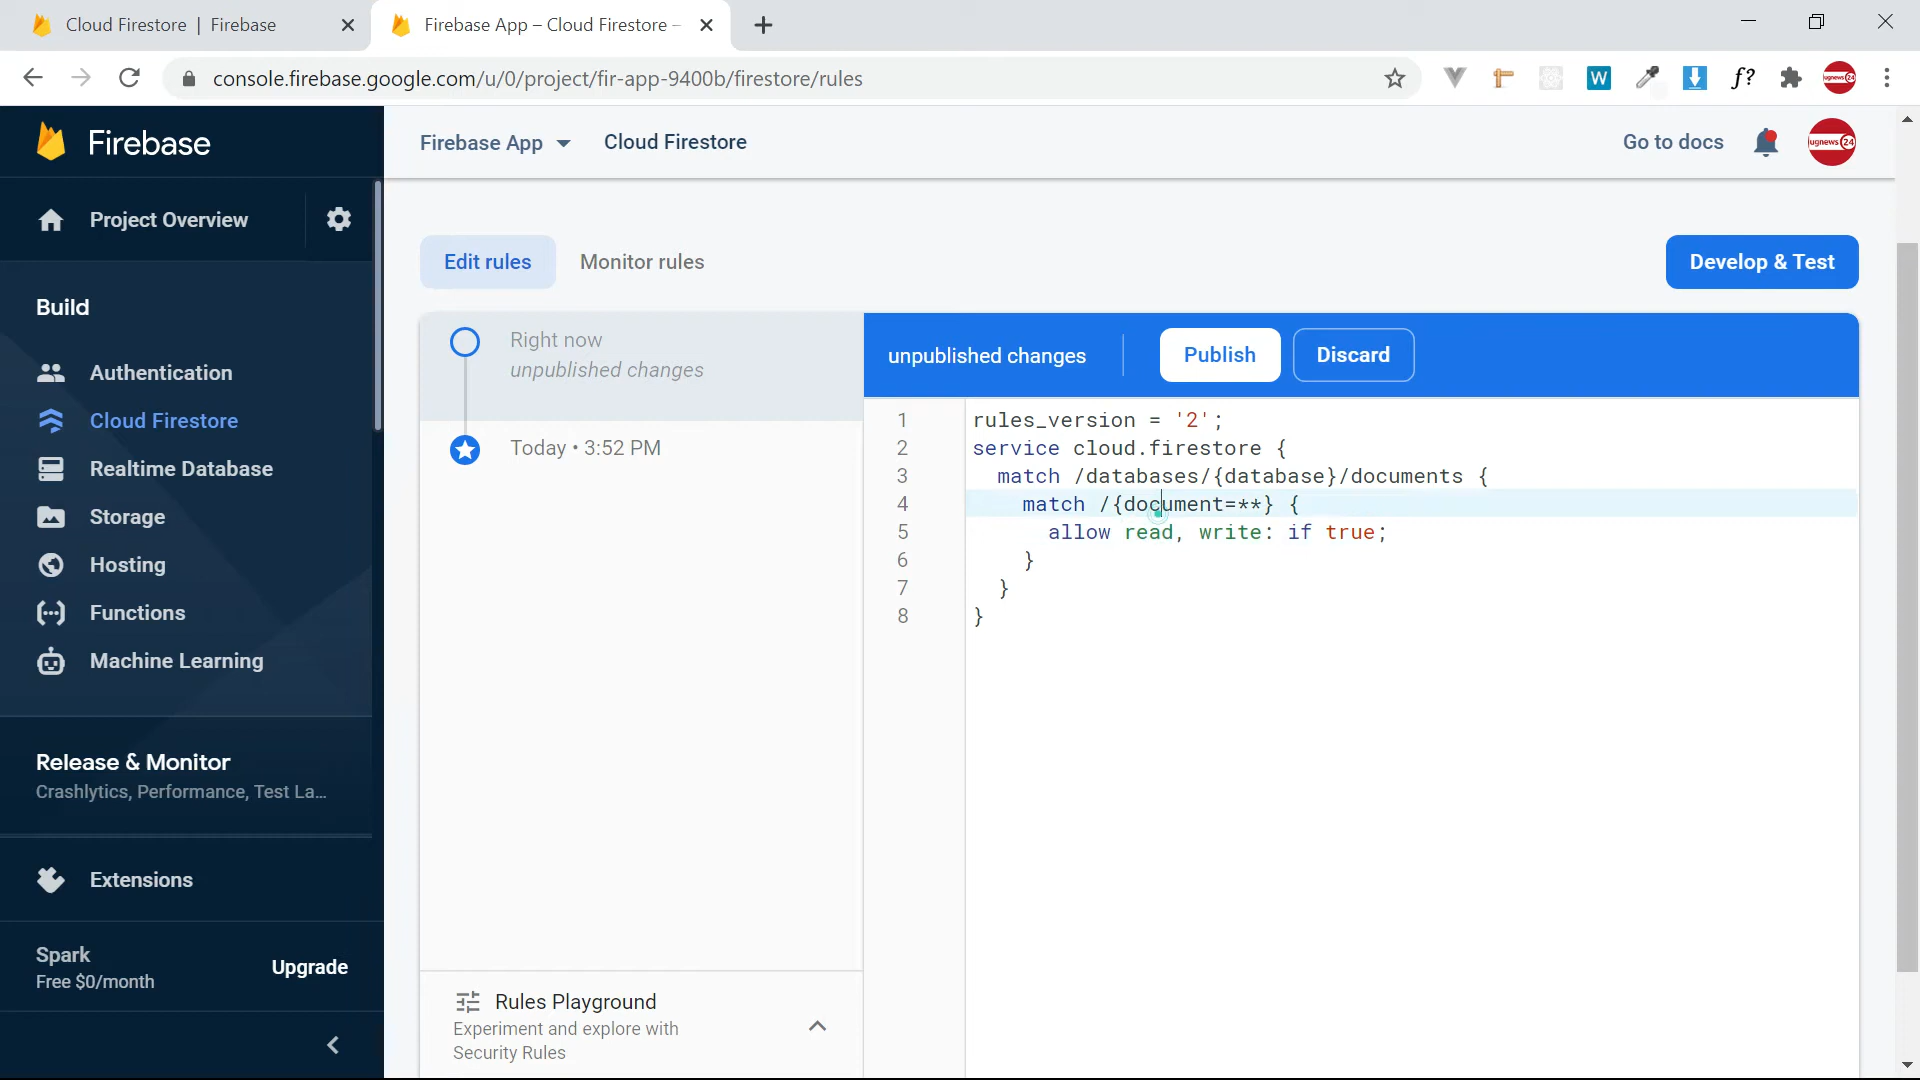 Cloud Firestore | Firebase
Firebase App – Cloud Firestore –
console.firebase.google.com/u/0/project/fir-app-9400b/firestore/rules
W
f?
ugnews24
Firebase
Firebase App
Cloud Firestore
Go to docs
ugnews24
Project Overview
Edit rules
Monitor rules
Develop & Test
Build
Authentication
Cloud Firestore
Realtime Database
Storage
Hosting
Functions
Machine Learning
Release & Monitor
Crashlytics, Performance, Test La...
Extensions
Spark
Free $0/month
Upgrade
Right now
unpublished changes
Today • 3:52 PM
Rules Playground
Experiment and explore with
Security Rules
unpublished changes
Publish
Discard
1 rules_version = '2';
2 service cloud.firestore {
3 match /databases/{database}/documents {
4 match /{document=**} {
5 allow read, write: if true;
6 }
7 }
8 }